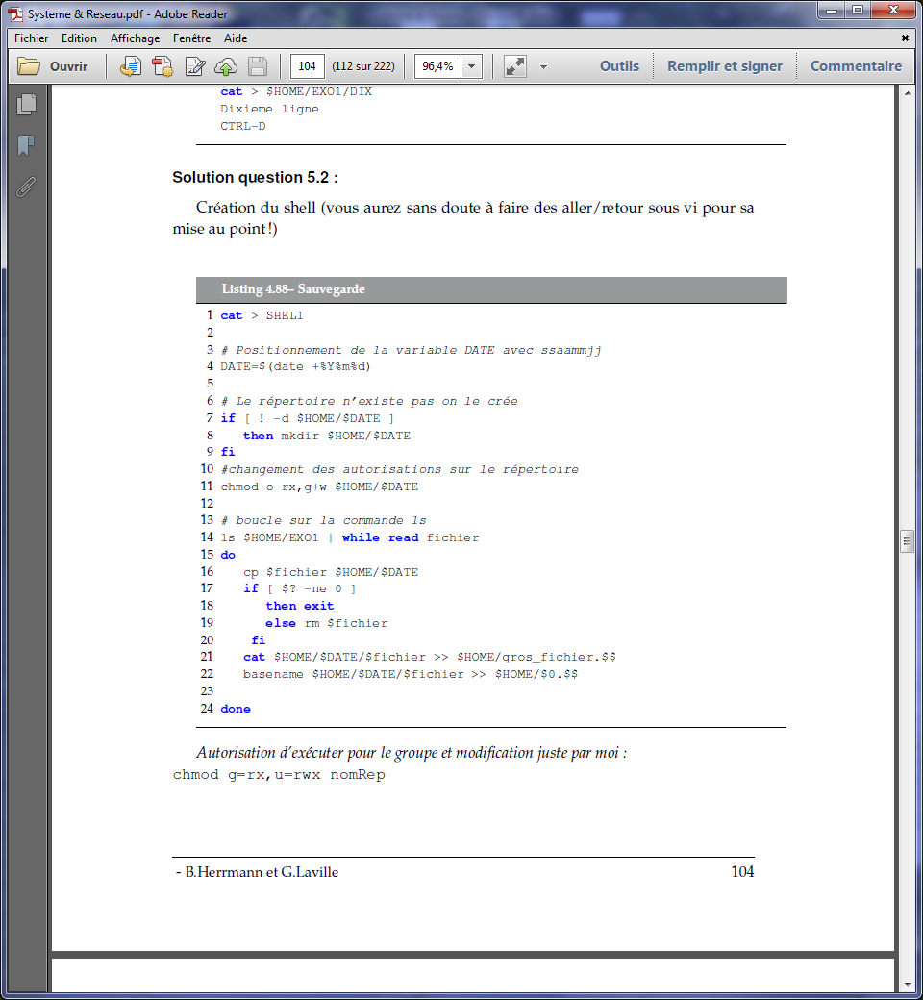 Systeme & Reseau.pdf - Adobe Reader
Fichier Edition Affichage Fenêtre Aide
Ouvrir 104 (112 sur 222) 96,4% Outils Remplir et signer Commentaire
cat > $HOME/EXO1/DIX
Dixieme ligne
CTRL-D
Solution question 5.2 :
Création du shell (vous aurez sans doute à faire des aller/retour sous vi pour sa
mise au point!)
Listing 4.88– Sauvegarde
1 cat > SHEL1
2
3 # Positionnement de la variable DATE avec ssaammjj
4 DATE=$(date +%Y%m%d)
5
6 # Le répertoire n'existe pas on le crée
7 if [ ! -d $HOME/$DATE ]
8 then mkdir $HOME/$DATE
9 fi
10 #changement des autorisations sur le répertoire
11 chmod o-rx,g+w $HOME/$DATE
12
13 # boucle sur la commande ls
14 ls $HOME/EXO1 | while read fichier
15 do
16 cp $fichier $HOME/$DATE
17 if [ $? -ne 0 ]
18 then exit
19 else rm $fichier
20 fi
21 cat $HOME/$DATE/$fichier >> $HOME/gros_fichier.$$
22 basename $HOME/$DATE/$fichier >> $HOME/$0.$$
23
24 done
Autorisation d'exécuter pour le groupe et modification juste par moi :
chmod g=rx,u=rwx nomRep
- B.Herrmann et G.Laville 104